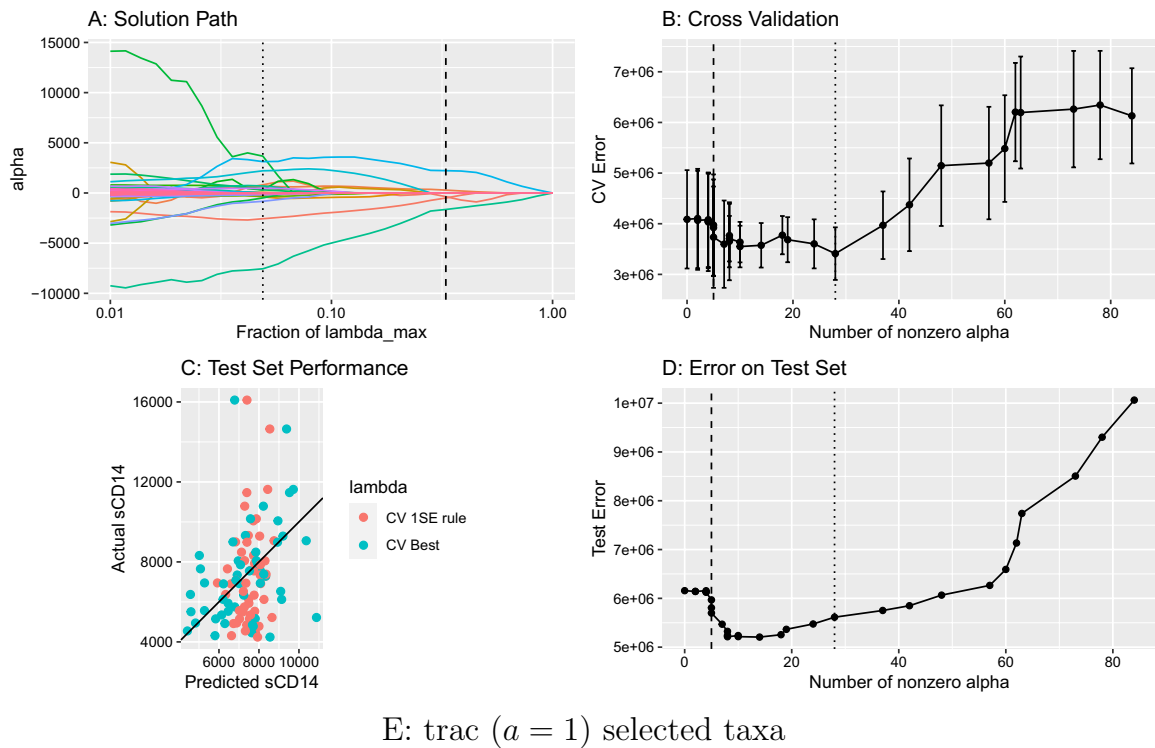 A: Solution Path
15000
10000
5000
0
−5000
−10000
alpha
0.01
0.10
1.00
Fraction of lambda_max
B: Cross Validation
7e+06
6e+06
5e+06
4e+06
3e+06
CV Error
0
20
40
60
80
Number of nonzero alpha
C: Test Set Performance
16000
12000
8000
4000
Actual sCD14
6000
8000
10000
Predicted sCD14
lambda
CV 1SE rule
CV Best
D: Error on Test Set
1e+07
9e+06
8e+06
7e+06
6e+06
5e+06
Test Error
0
20
40
60
80
Number of nonzero alpha
E: trac (a = 1) selected taxa